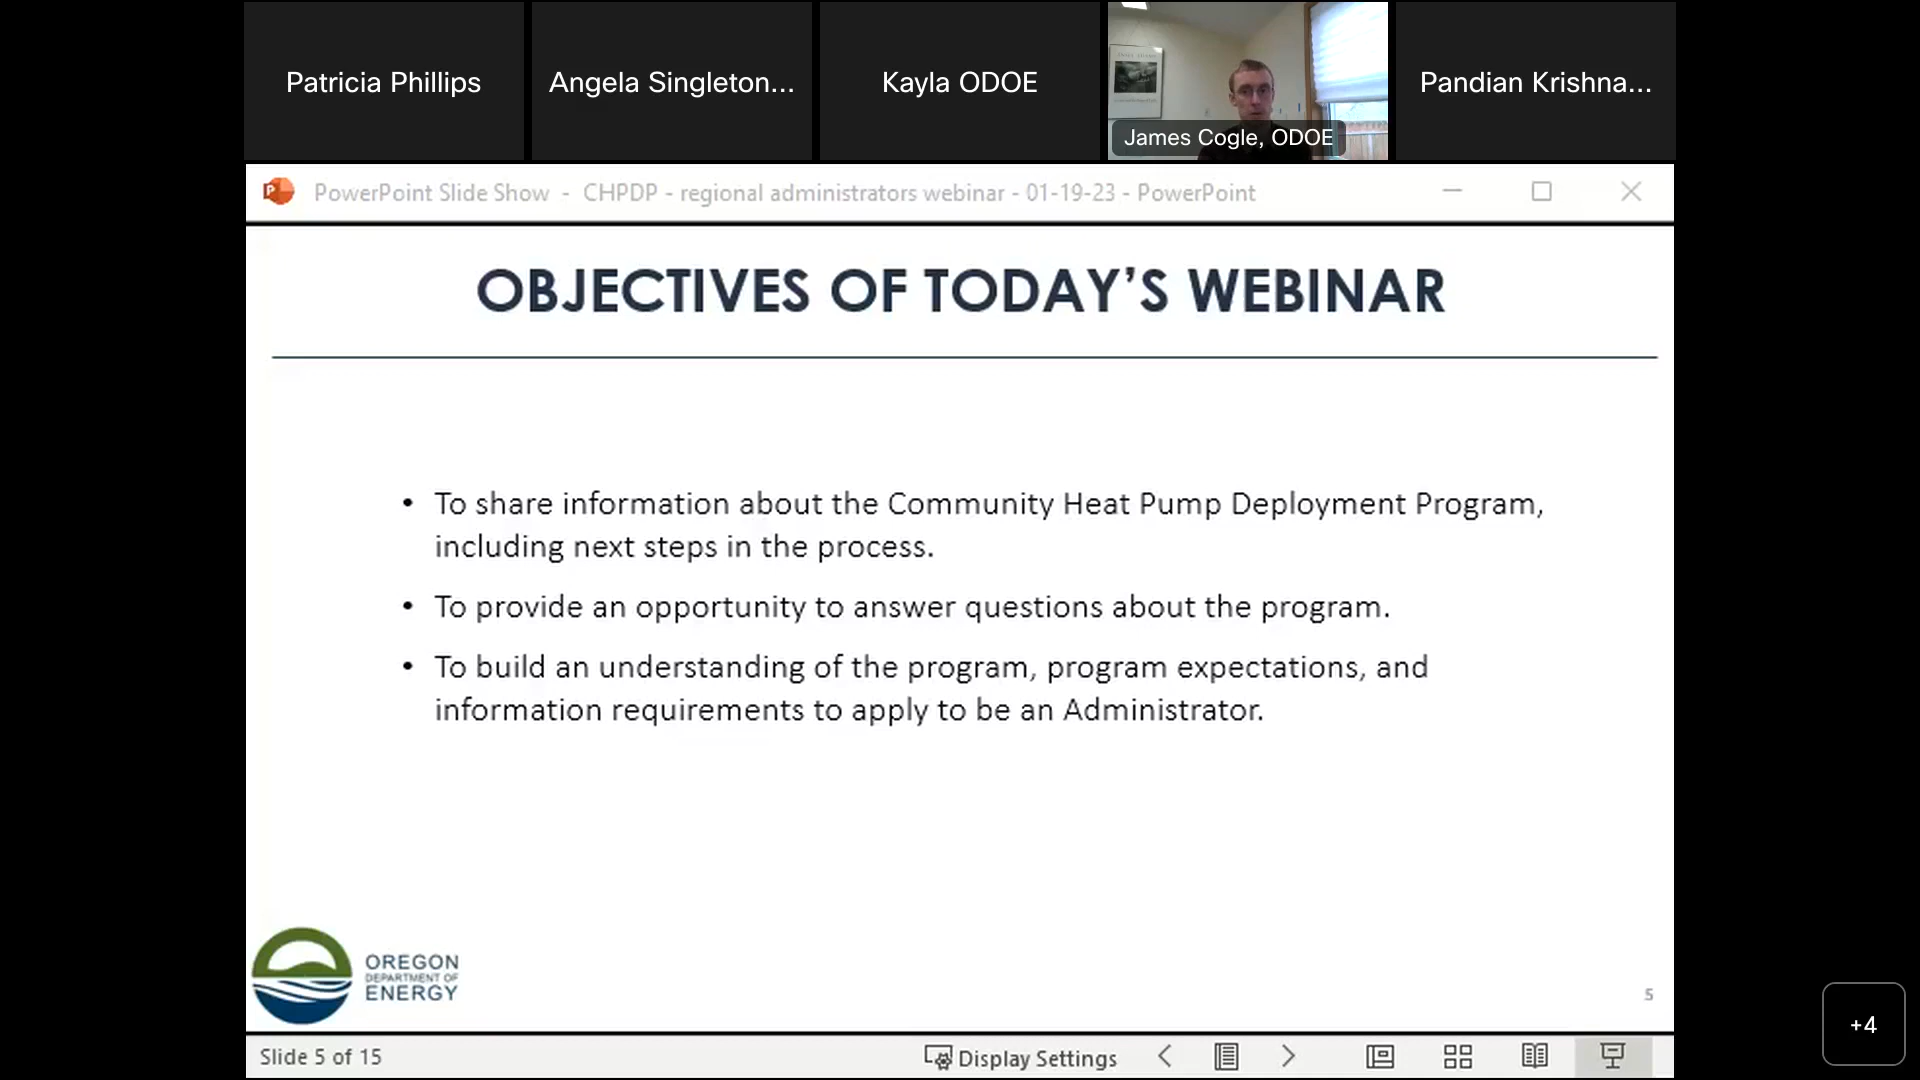 Patricia Phillips
Angela Singleton...
Kayla ODOE
James Cogle, ODOE
Pandian Krishna...
PowerPoint Slide Show - CHPDP - regional administrators webinar - 01-19-23 - PowerPoint
OBJECTIVES OF TODAY’S WEBINAR
• To share information about the Community Heat Pump Deployment Program,
including next steps in the process.
• To provide an opportunity to answer questions about the program.
• To build an understanding of the program, program expectations, and
information requirements to apply to be an Administrator.
OREGON
DEPARTMENT OF
ENERGY
5
+4
Slide 5 of 15
Display Settings